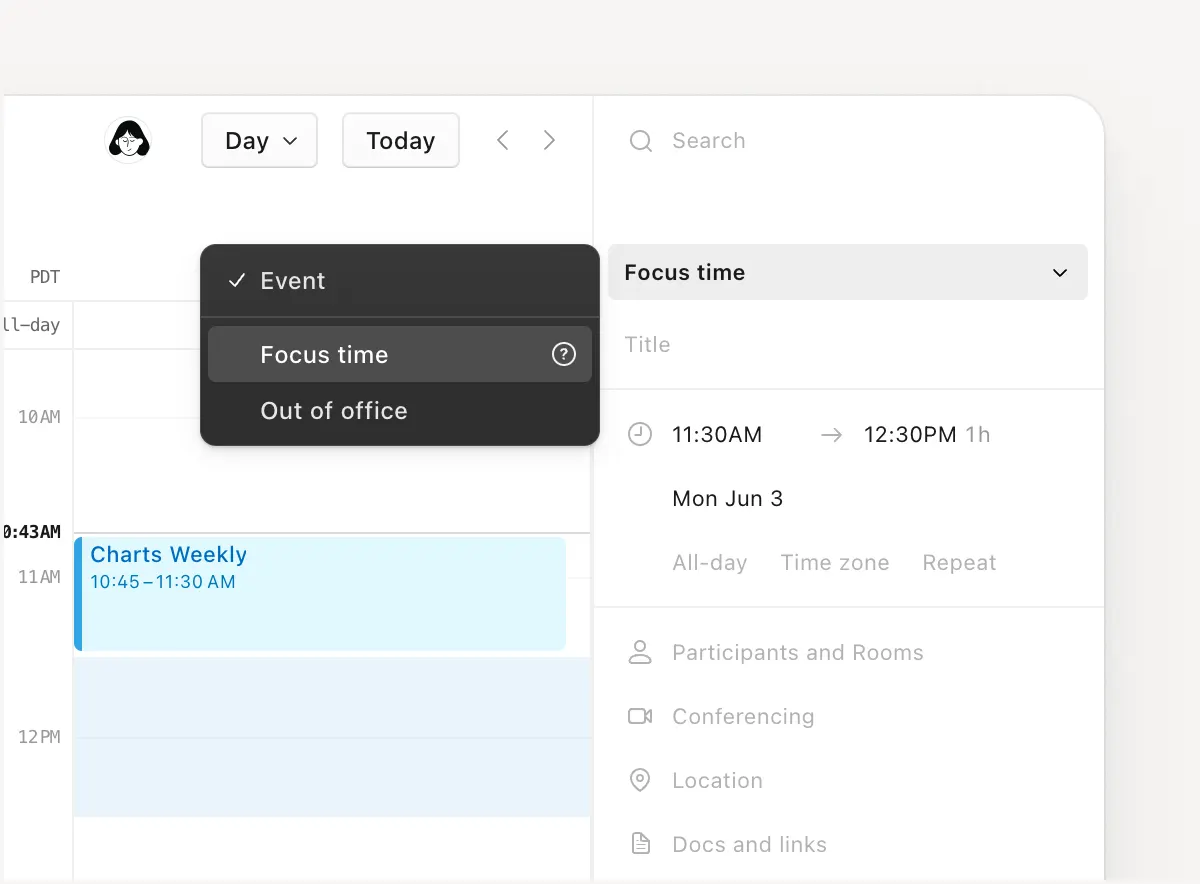 Day
Today
Search
PDT
Event
Focus time
Focus time
?
Out of office
Title
ll-day
10AM
11:30AM → 12:30PM 1h
Mon Jun 3
0:43AM
Charts Weekly
10:45–11:30 AM
11AM
All-day Time zone Repeat
Participants and Rooms
Conferencing
12PM
Location
Docs and links